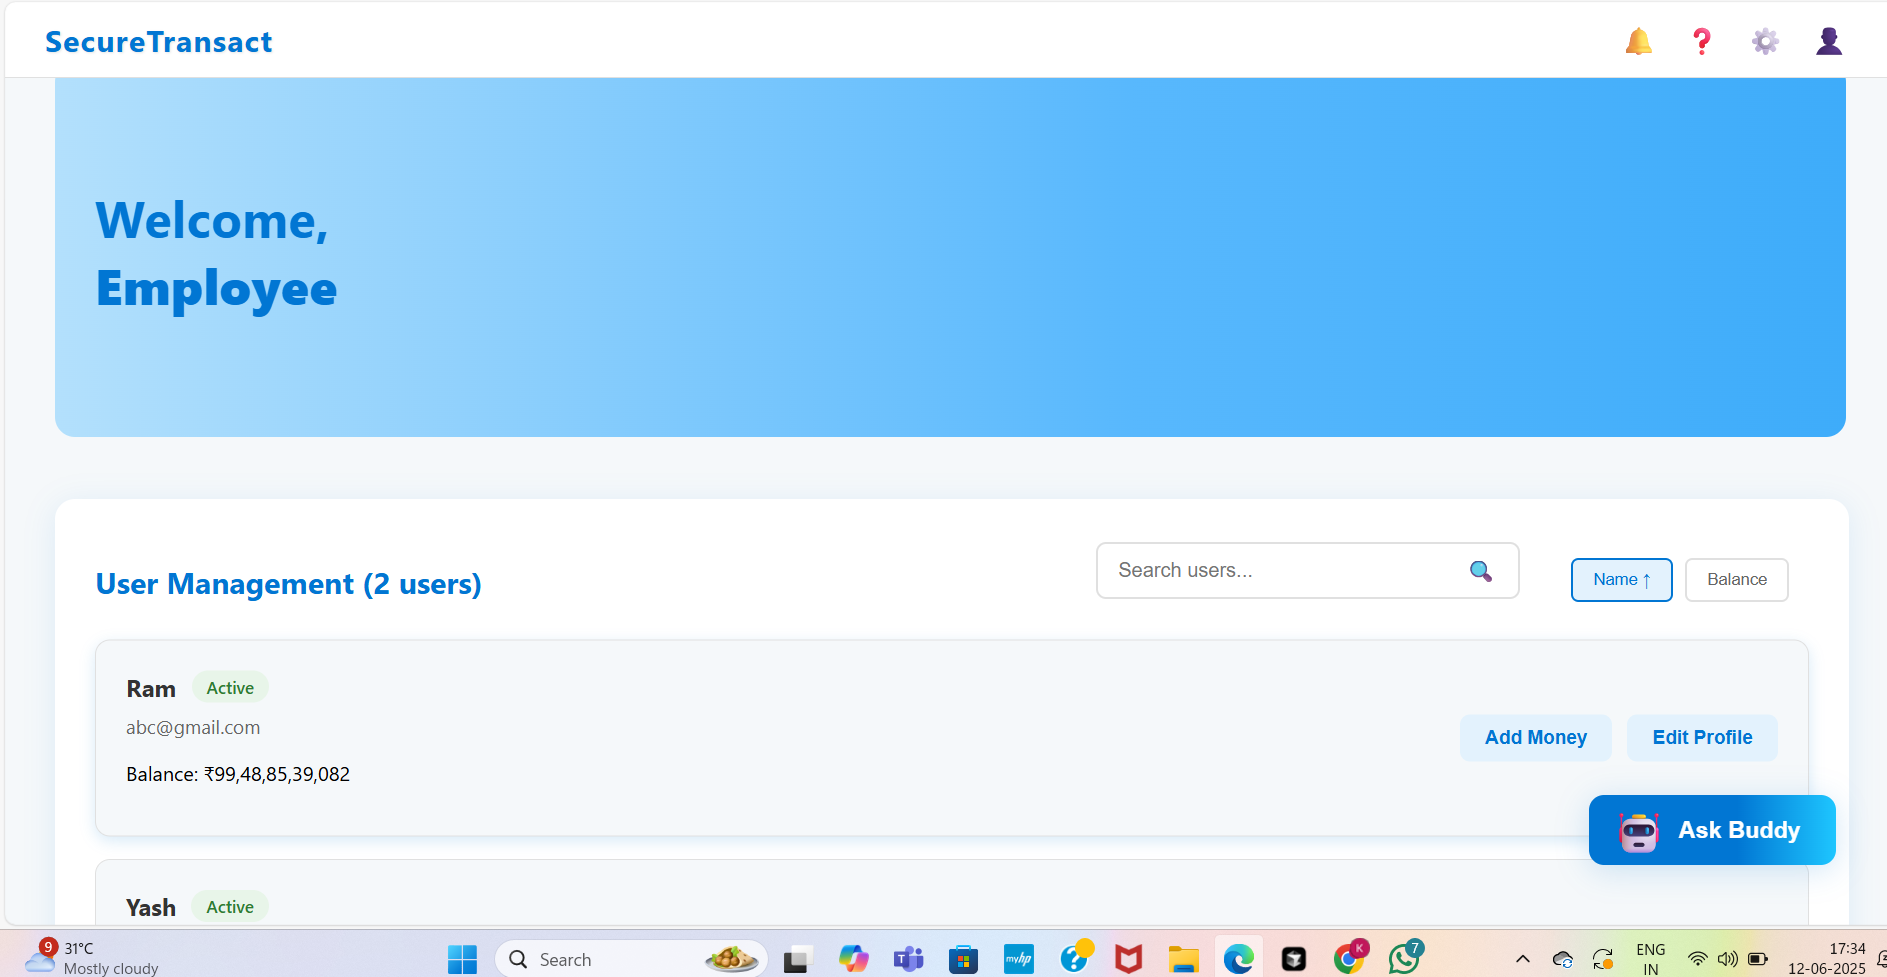 SecureTransact
Welcome,
Employee
User Management (2 users)
Search users...
Name ↑
Balance
Ram
Active
abc@gmail.com
Balance: ₹99,48,85,39,082
Add Money
Edit Profile
Ask Buddy
Yash
Active
9
31°C
Mostly cloudy
Search
T
myhp
K
7
ENG
IN
17:34
12-06-2025